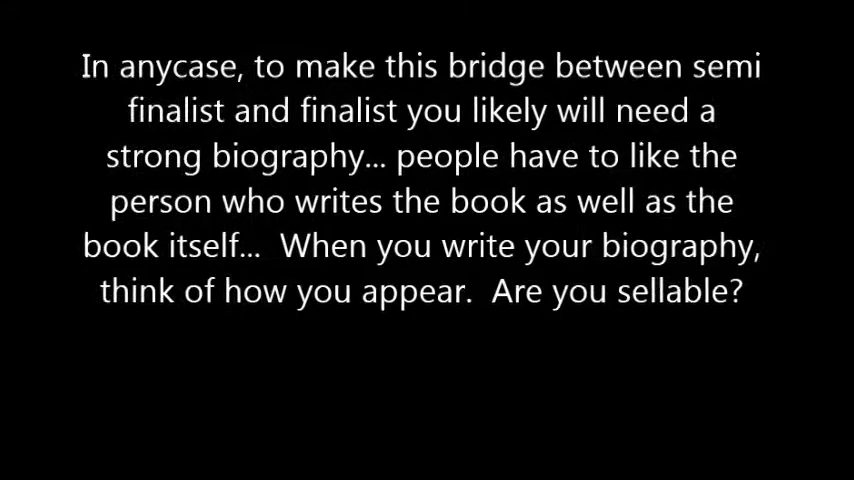 In anycase, to make this bridge between semi
finalist and finalist you likely will need a
strong biography... people have to like the
person who writes the book as well as the
book itself...  When you write your biography,
think of how you appear.  Are you sellable?